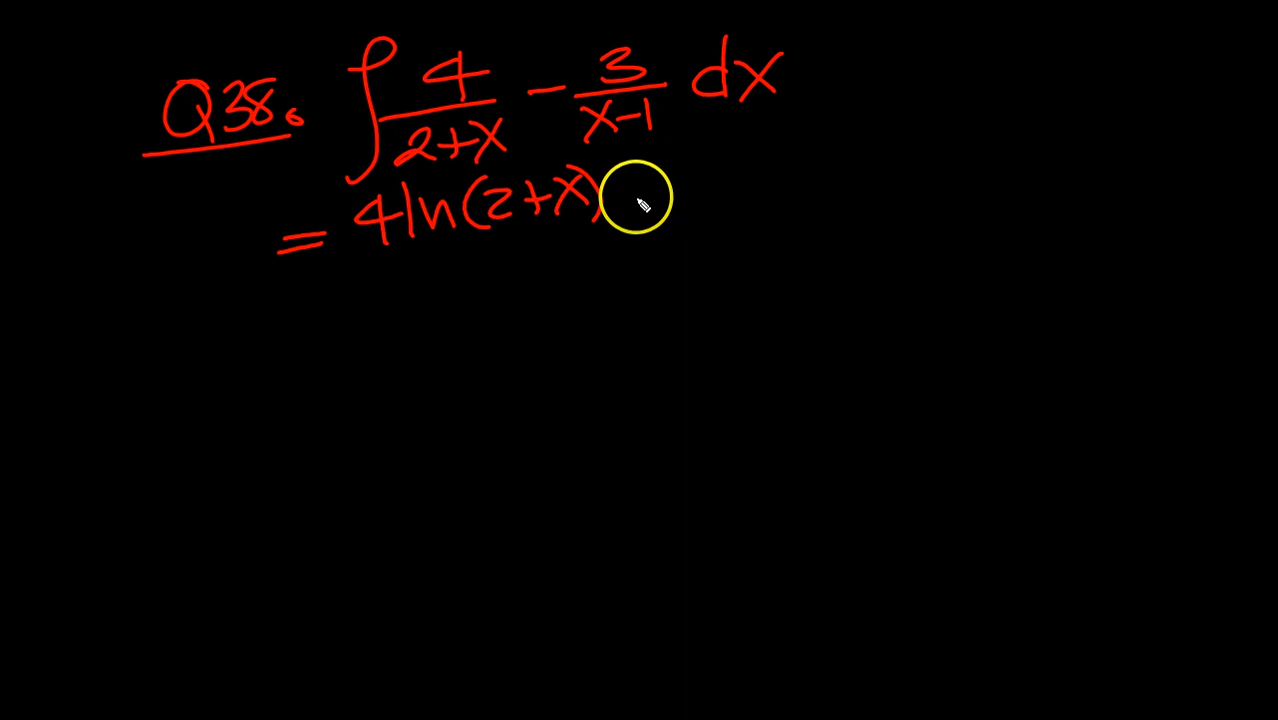 Q38. ∫ 4/(2+x) - 3/(x-1) dx
= 4ln(2+x)